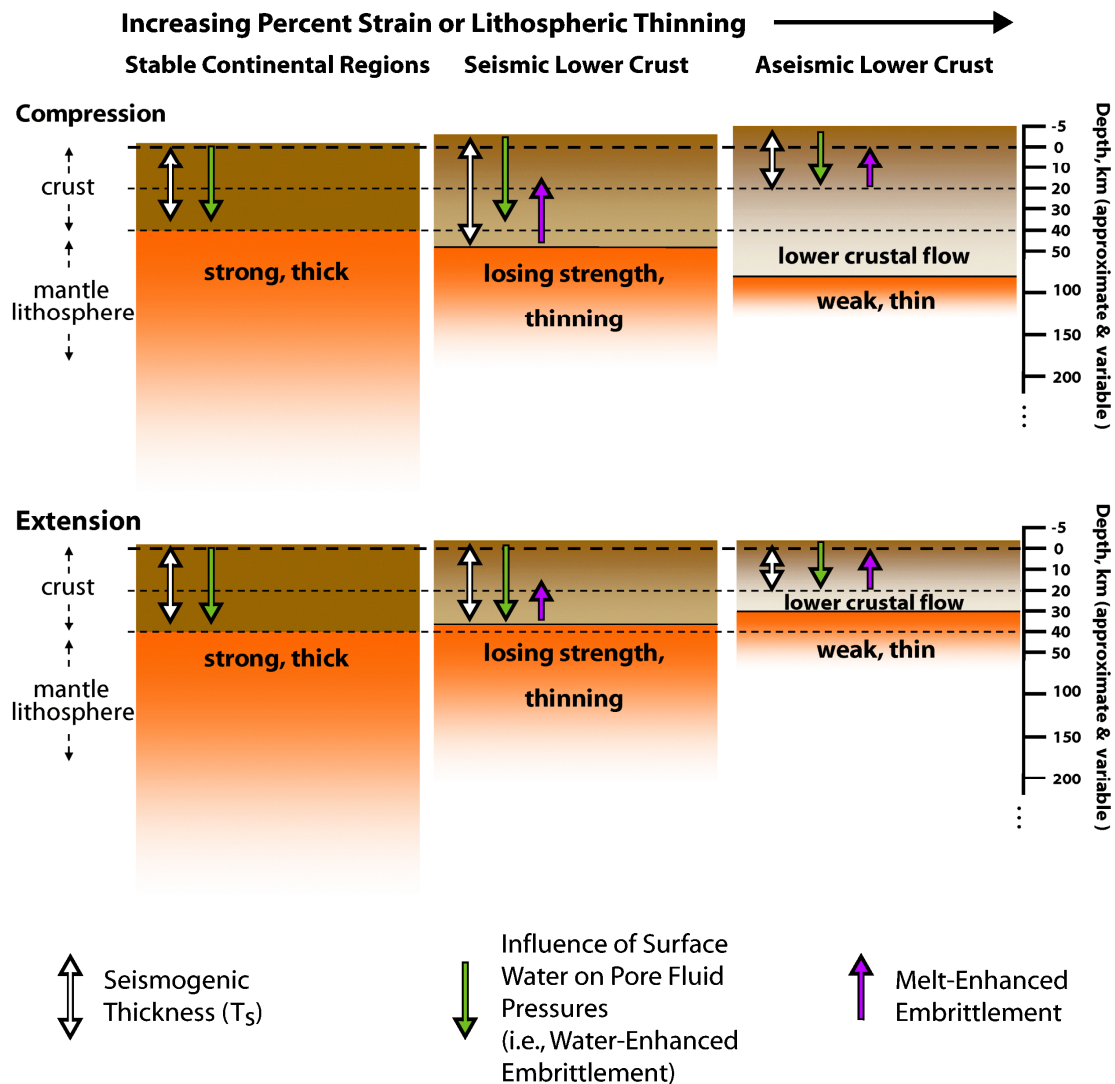 Increasing Percent Strain or Lithospheric Thinning
Stable Continental Regions
Seismic Lower Crust
Aseismic Lower Crust
Compression
crust
mantle
lithosphere
strong, thick
losing strength,
thinning
lower crustal flow
weak, thin
-5
0
10
20
30
40
50
100
150
200
Depth, km (approximate & variable)
Extension
crust
mantle
lithosphere
strong, thick
losing strength,
thinning
lower crustal flow
weak, thin
-5
0
10
20
30
40
50
100
150
200
Depth, km (approximate & variable)
Seismogenic
Thickness (Ts)
Influence of Surface
Water on Pore Fluid
Pressures
(i.e., Water-Enhanced
Embrittlement)
Melt-Enhanced
Embrittlement